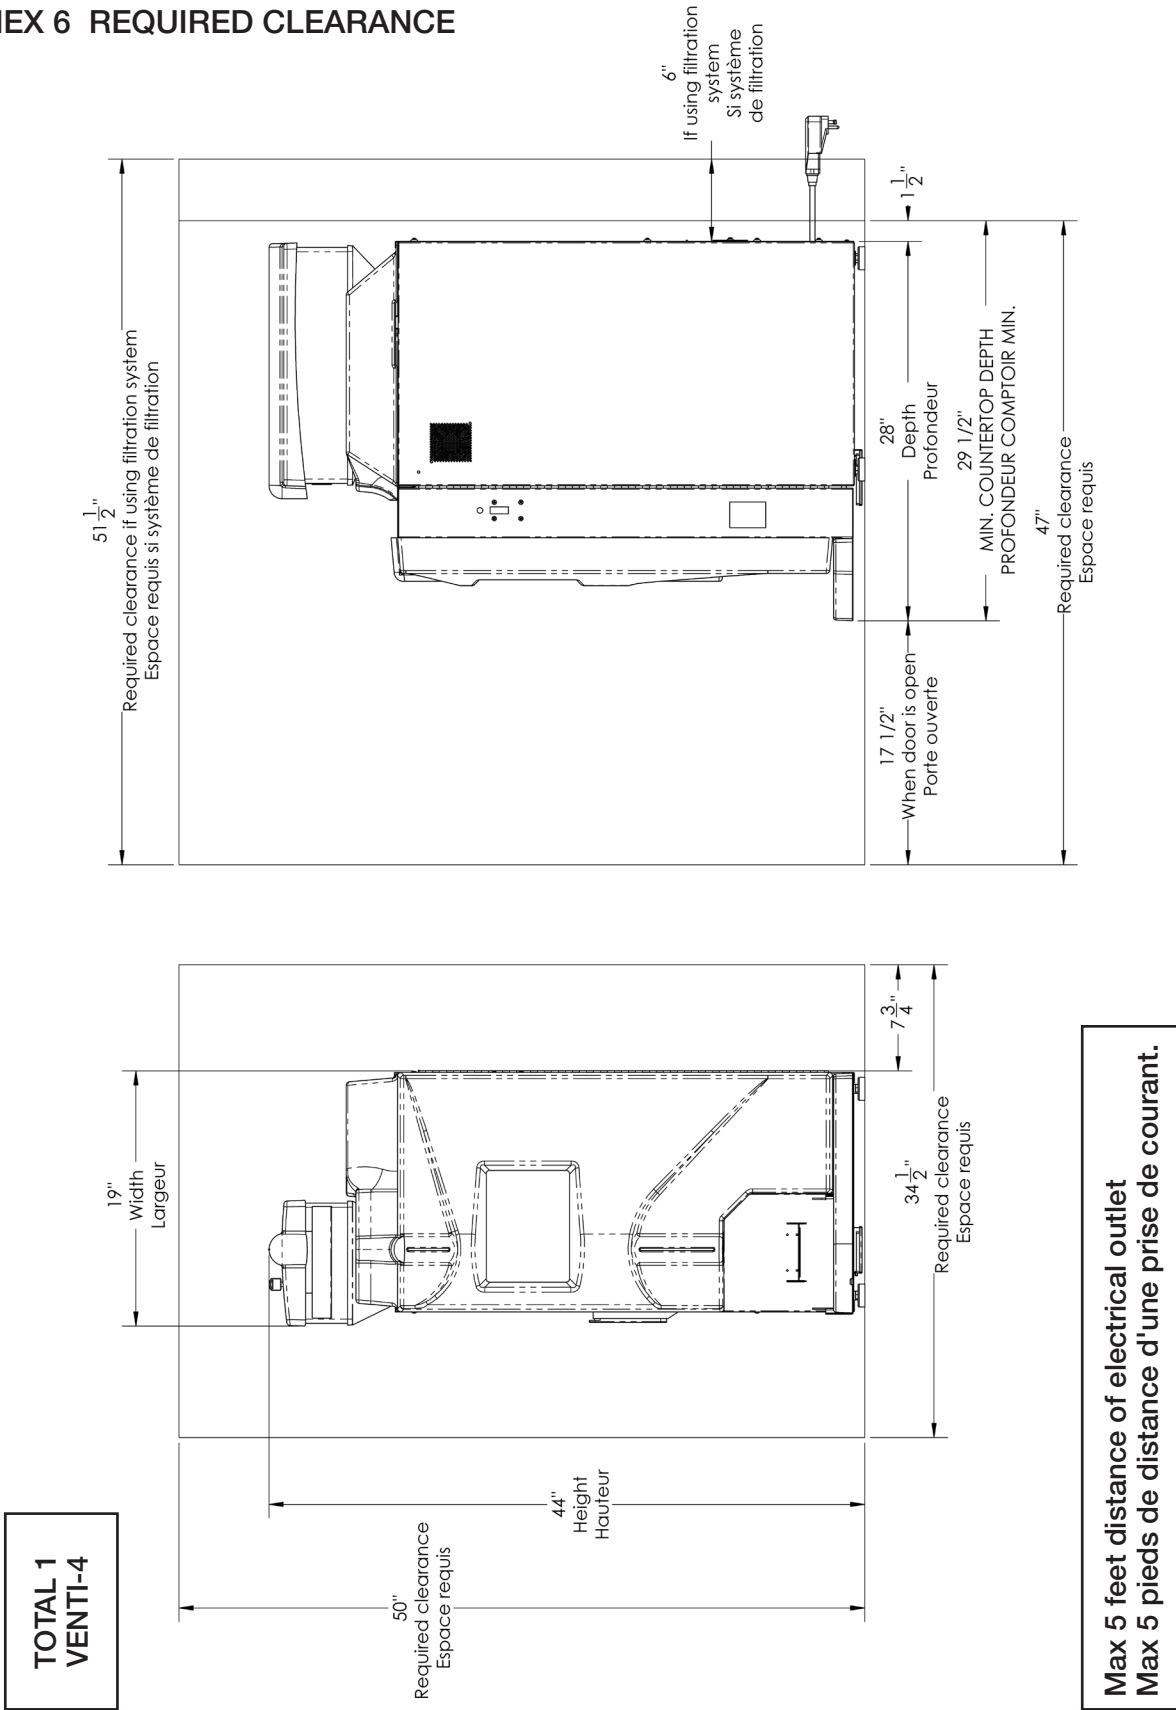 IEX 6 REQUIRED CLEARANCE
TOTAL 1
VENTI-4
50"
Required clearance
Espace requis
44"
Height
Hauteur
19"
Width
Largeur
7 3/4"
34 1/2"
Required clearance
Espace requis
51 1/2"
Required clearance if using filtration system
Espace requis si système de filtration
6"
If using filtration
system
Si système
de filtration
1 1/2"
28"
Depth
Profondeur
29 1/2"
MIN. COUNTERTOP DEPTH
PROFONDEUR COMPTOIR MIN.
17 1/2"
When door is open
Porte ouverte
47"
Required clearance
Espace requis
Max 5 feet distance of electrical outlet
Max 5 pieds de distance d'une prise de courant.